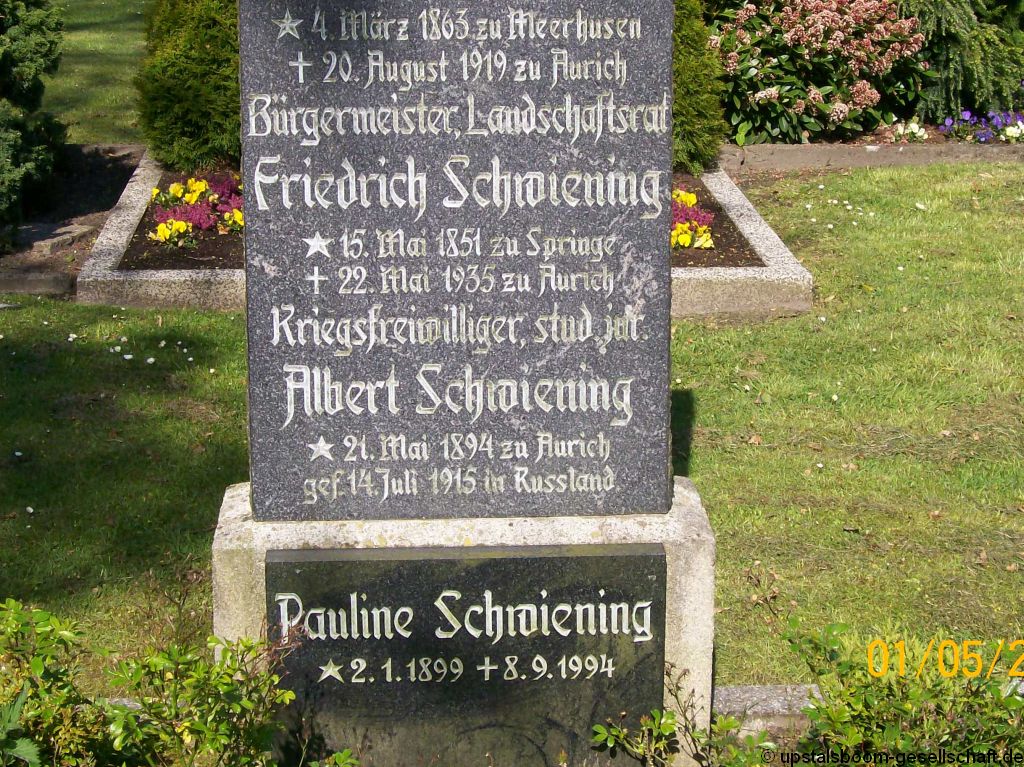 ☆ 4. März 1863 zu Meerhusen
† 20. August 1919 zu Aurich
Bürgermeister, Landschaftsrat
Friedrich Schwiening
★ 15. Mai 1851 zu Springe
† 22. Mai 1935 zu Aurich
Kriegsfreiwilliger, stud. jur.
Albert Schwiening
★ 21. Mai 1894 zu Aurich
gef. 14. Juli 1915 in Russland
Pauline Schwiening
★ 2.1.1899 † 8.9.1994
01/05/2
© upstalsboom-gesellschaft.de